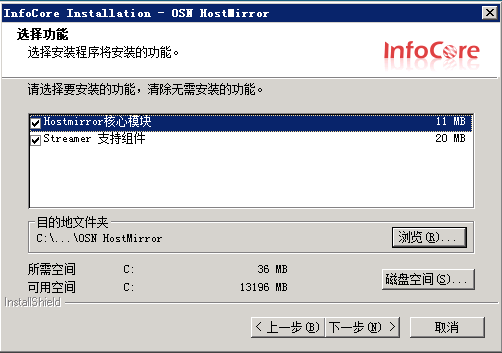 InfoCore Installation - OSN HostMirror
选择功能
选择安装程序将安装的功能。
InfoCore
请选择要安装的功能，清除无需安装的功能。
Hostmirror核心模块 11 MB
Streamer 支持组件 20 MB
目的地文件夹
C:\...\OSN HostMirror
浏览(R)...
所需空间 C: 36 MB
可用空间 C: 13196 MB
磁盘空间(S)...
InstallShield
< 上一步(B)
下一步(N) >
取消